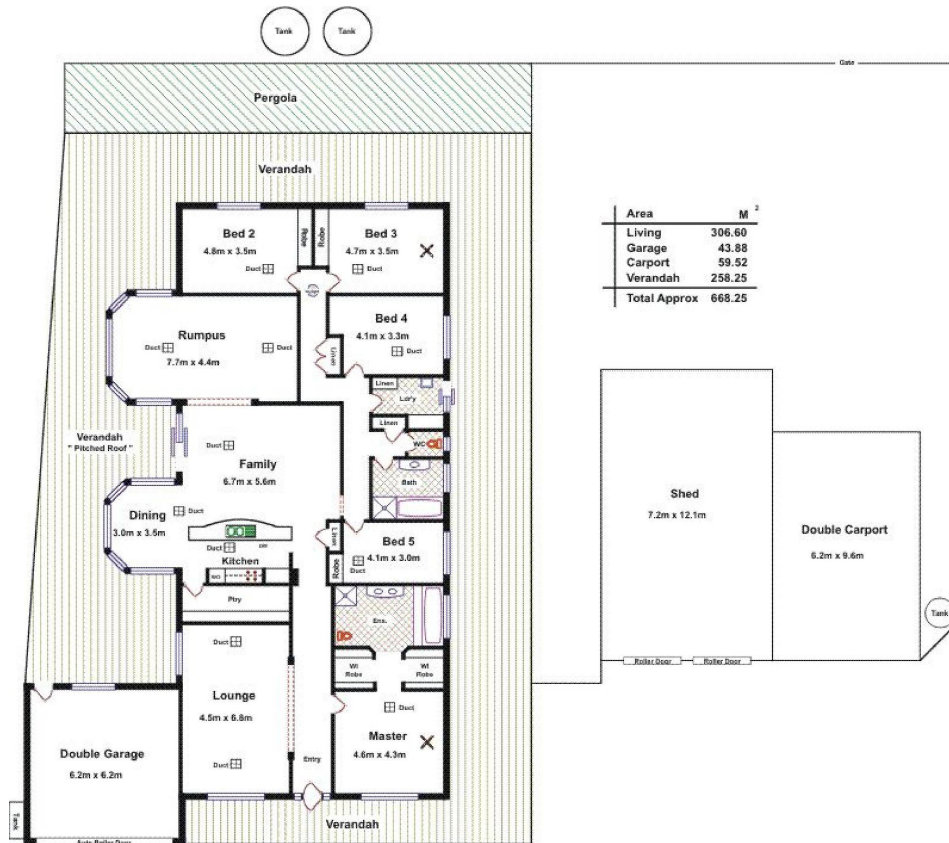 Tank
Tank
Gate
Pergola
Verandah
Area M 2
Living 306.60
Garage 43.88
Carport 59.52
Verandah 258.25
Total Approx 668.25
Bed 2
4.8m x 3.5m
Duct
Robe
Robe
Bed 3
4.7m x 3.5m
Duct
Bed 4
4.1m x 3.3m
Duct
Rumpus
Duct
Duct
7.7m x 4.4m
Linen
Linen
Ldr'y
Linen
WC
Bath
Verandah
" Pitched Roof "
Duct
Family
6.7m x 5.6m
Dining
3.0m x 3.5m
Duct
Duct
Kitchen
WO
Linen
Bed 5
4.1m x 3.0m
Duct
Robe
Ptry
Ens.
WI
Robe
WI
Robe
Duct
Lounge
4.5m x 6.8m
Duct
Duct
Master
4.6m x 4.3m
Entry
Double Garage
6.2m x 6.2m
Tank
Auto Roller Door
Verandah
Shed
7.2m x 12.1m
Double Carport
6.2m x 9.6m
Tank
Roller Door
Roller Door